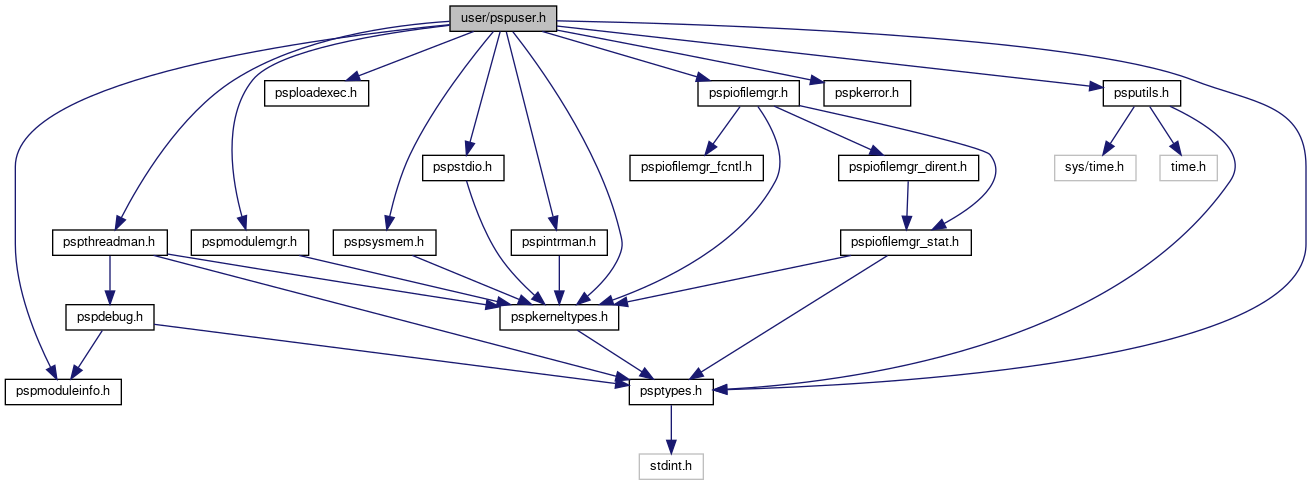 user/pspuser.h
psploadexec.h
pspiofilemgr.h
pspkerror.h
psputils.h
pspstdio.h
pspiofilemgr_fcntl.h
pspiofilemgr_dirent.h
sys/time.h
time.h
pspthreadman.h
pspmodulemgr.h
pspsysmem.h
pspintrman.h
pspiofilemgr_stat.h
pspdebug.h
pspkerneltypes.h
pspmoduleinfo.h
psptypes.h
stdint.h